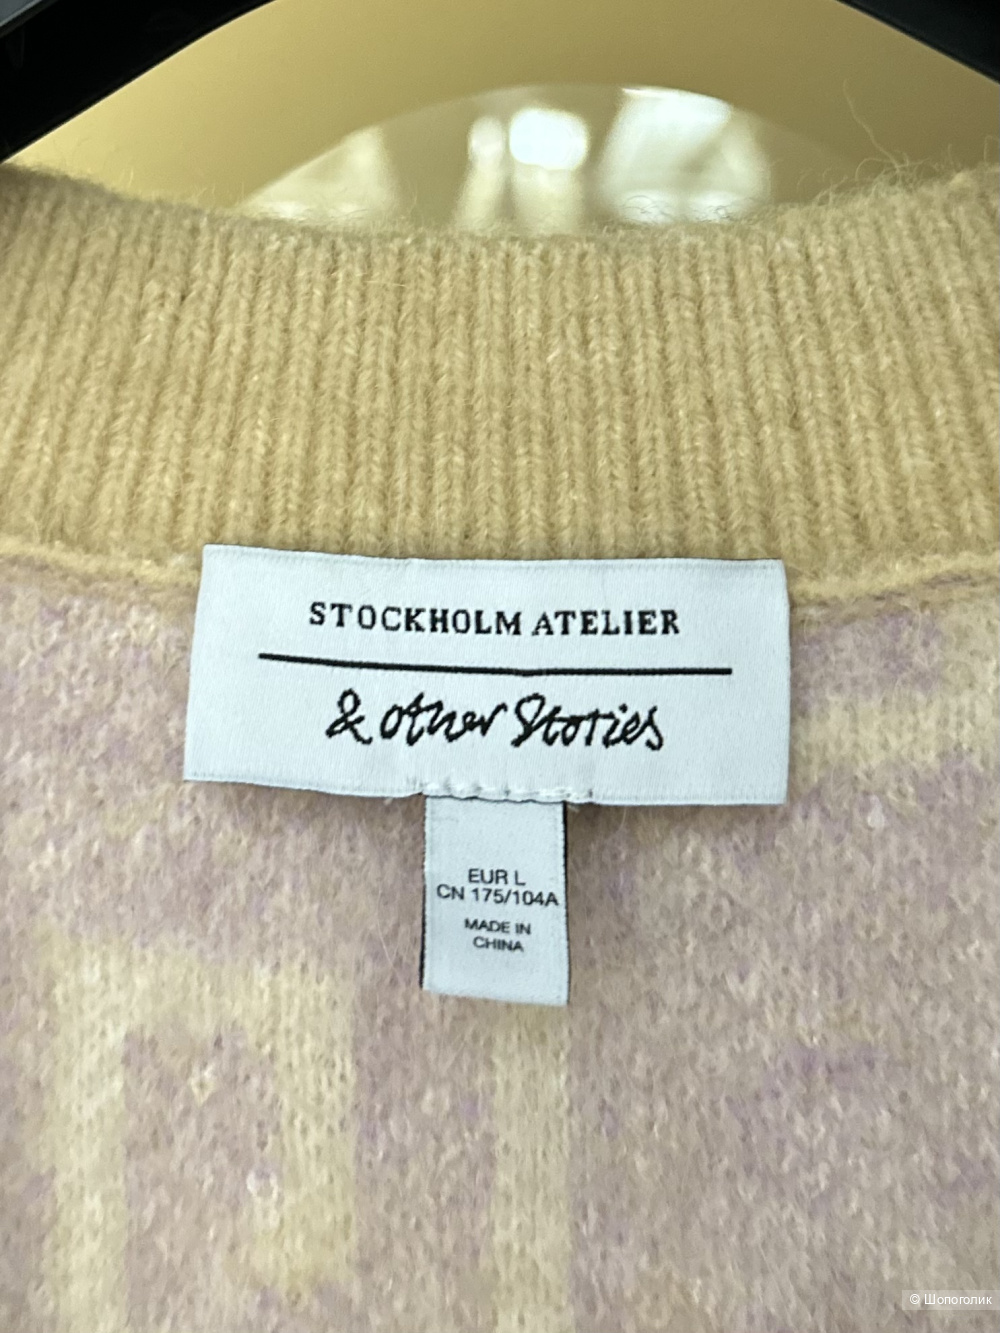 STOCKHOLM ATELIER
& other Stories
EUR L
CN 175/104A
MADE IN
CHINA
© Шопоголик